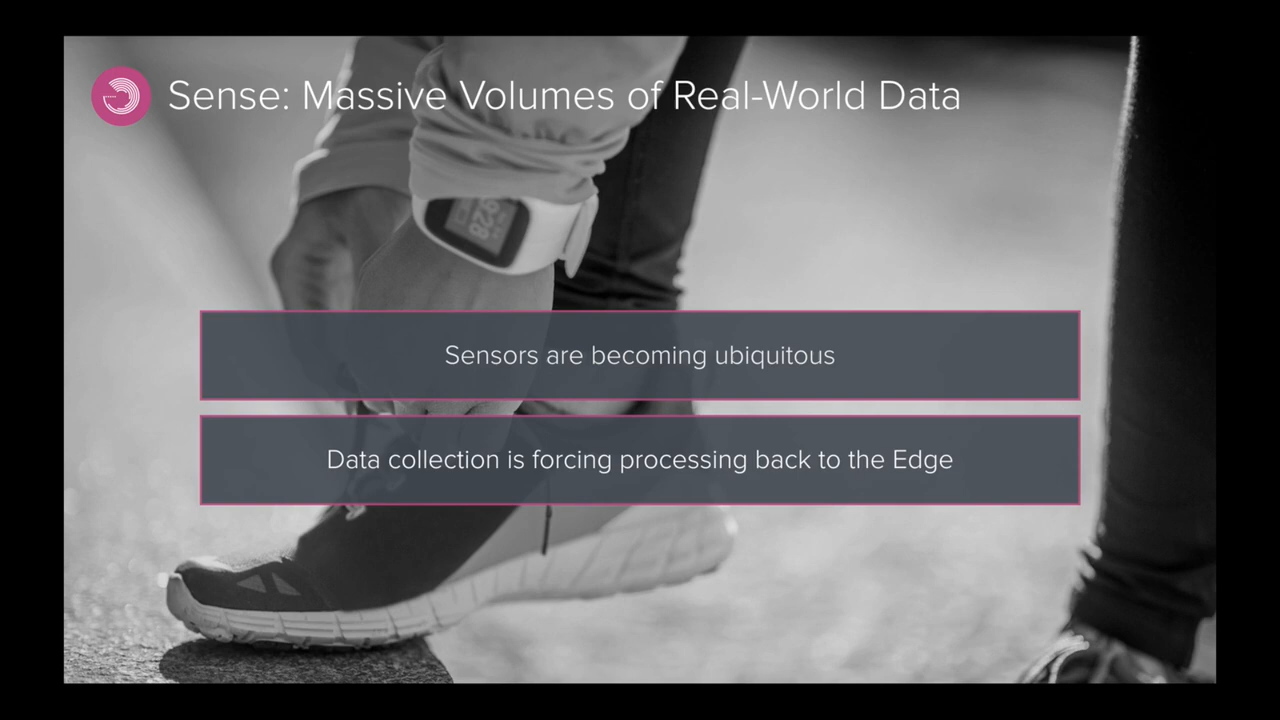 Sense: Massive Volumes of Real-World Data
Sensors are becoming ubiquitous
Data collection is forcing processing back to the Edge